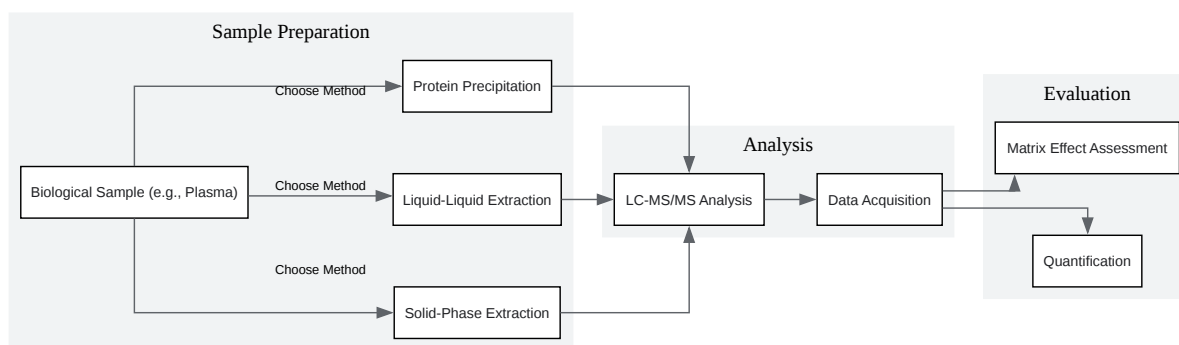 Sample Preparation
Choose Method
Protein Precipitation
Biological Sample (e.g., Plasma)
Choose Method
Liquid-Liquid Extraction
Choose Method
Solid-Phase Extraction
Analysis
LC-MS/MS Analysis
Data Acquisition
Evaluation
Matrix Effect Assessment
Quantification